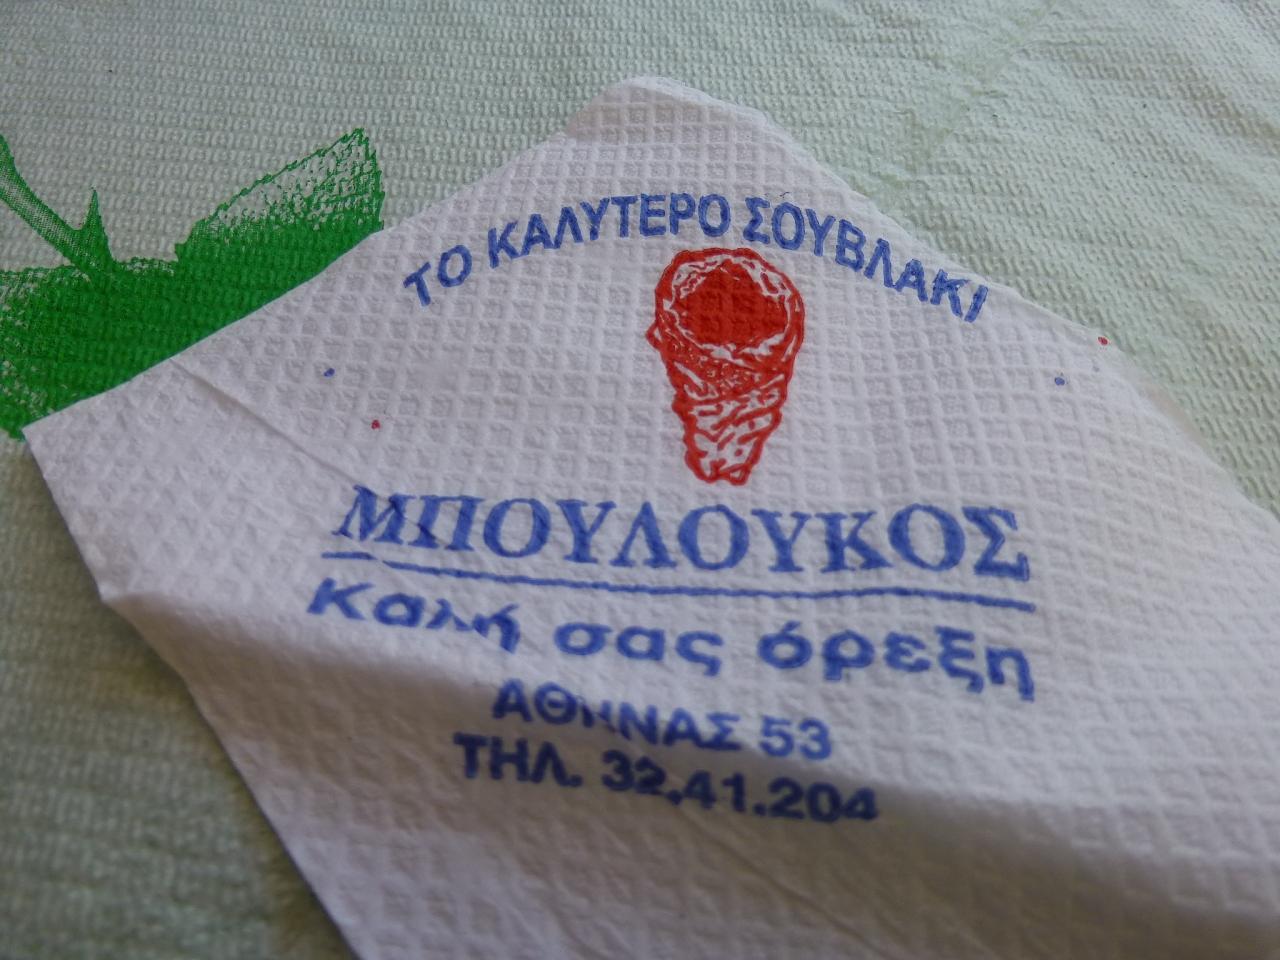 ΤΟ ΚΑΛΥΤΕΡΟ ΣΟΥΒΛΑΚΙ
ΜΠΟΥΛΟΥΚΟΣ
Καλή σας όρεξη
ΑΘΗΝΑΣ 53
ΤΗΛ. 32.41.204